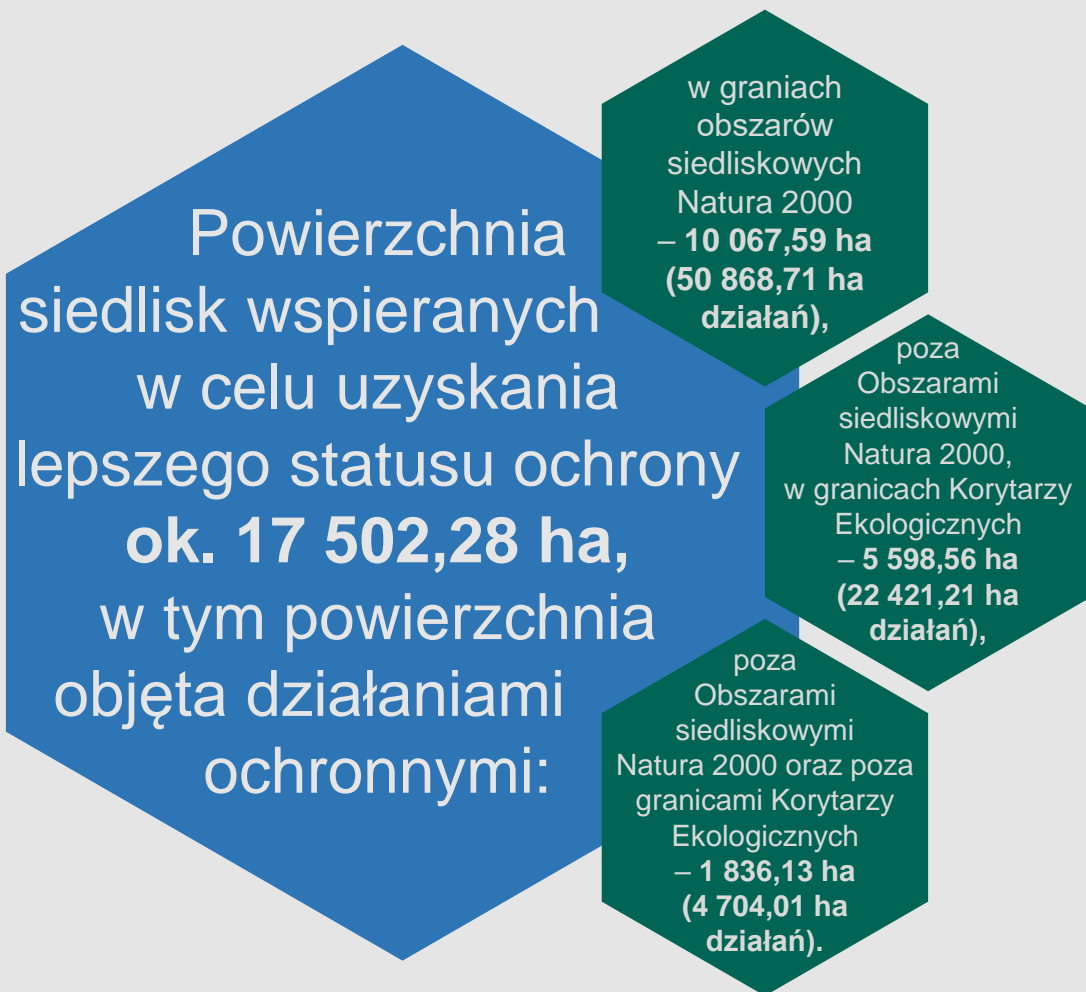 Powierzchnia
siedlisk wspieranych
w celu uzyskania
lepszego statusu ochrony
ok. 17 502,28 ha,
w tym powierzchnia
objęta działaniami
ochronnymi:
w graniach
obszarów
siedliskowych
Natura 2000
– 10 067,59 ha
(50 868,71 ha
działań),
poza
Obszarami
siedliskowymi
Natura 2000,
w granicach Korytarzy
Ekologicznych
– 5 598,56 ha
(22 421,21 ha
działań),
poza
Obszarami
siedliskowymi
Natura 2000 oraz poza
granicami Korytarzy
Ekologicznych
– 1 836,13 ha
(4 704,01 ha
działań).